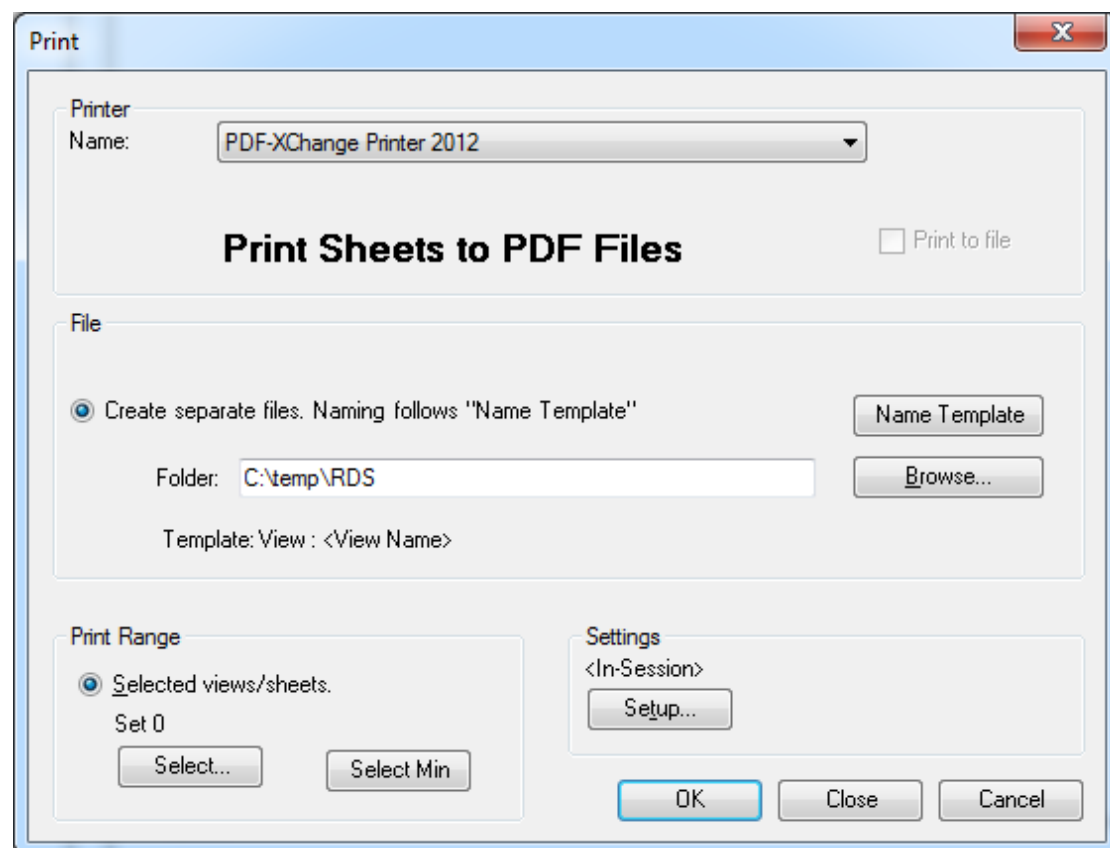 Print
Printer
Name: PDF-XChange Printer 2012
Print Sheets to PDF Files
Print to file
File
Create separate files. Naming follows "Name Template"
Name Template
Folder: C:\temp\RDS
Browse...
Template: View : <View Name>
Print Range
Selected views/sheets.
Set 0
Select...
Select Min
Settings
<In-Session>
Setup...
OK
Close
Cancel